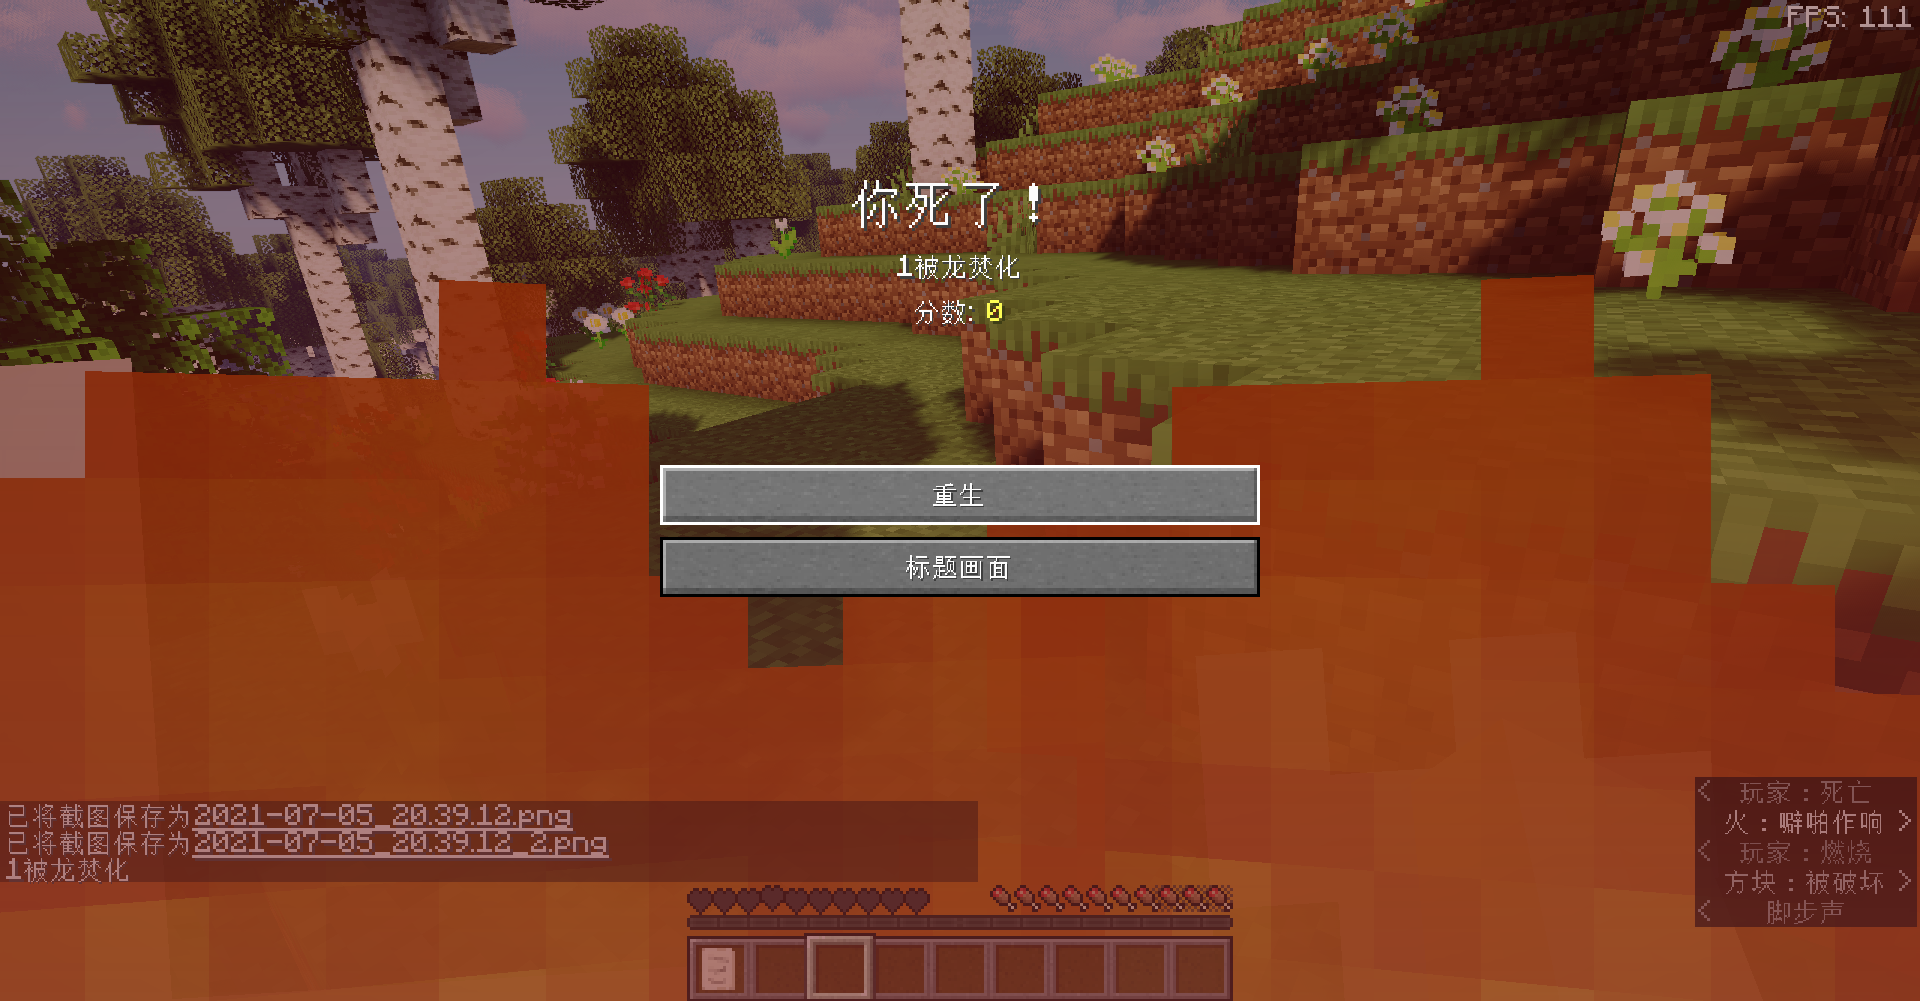 FPS: 111
你死了！
1被龙焚化
分数: 0
重生
标题画面
已将截图保存为2021-07-05_20.39.12.png
已将截图保存为2021-07-05_20.39.12_2.png
1被龙焚化
< 玩家：死亡
火：噼啪作响 >
< 玩家：燃烧
方块：被破坏 >
< 脚步声